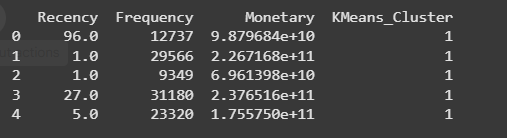 Recency Frequency Monetary KMeans_Cluster
0 96.0 12737 9.879684e+10 1
1 1.0 29566 2.267168e+11 1
2 1.0 9349 6.961398e+10 1
3 27.0 31180 2.376516e+11 1
4 5.0 23320 1.755750e+11 1